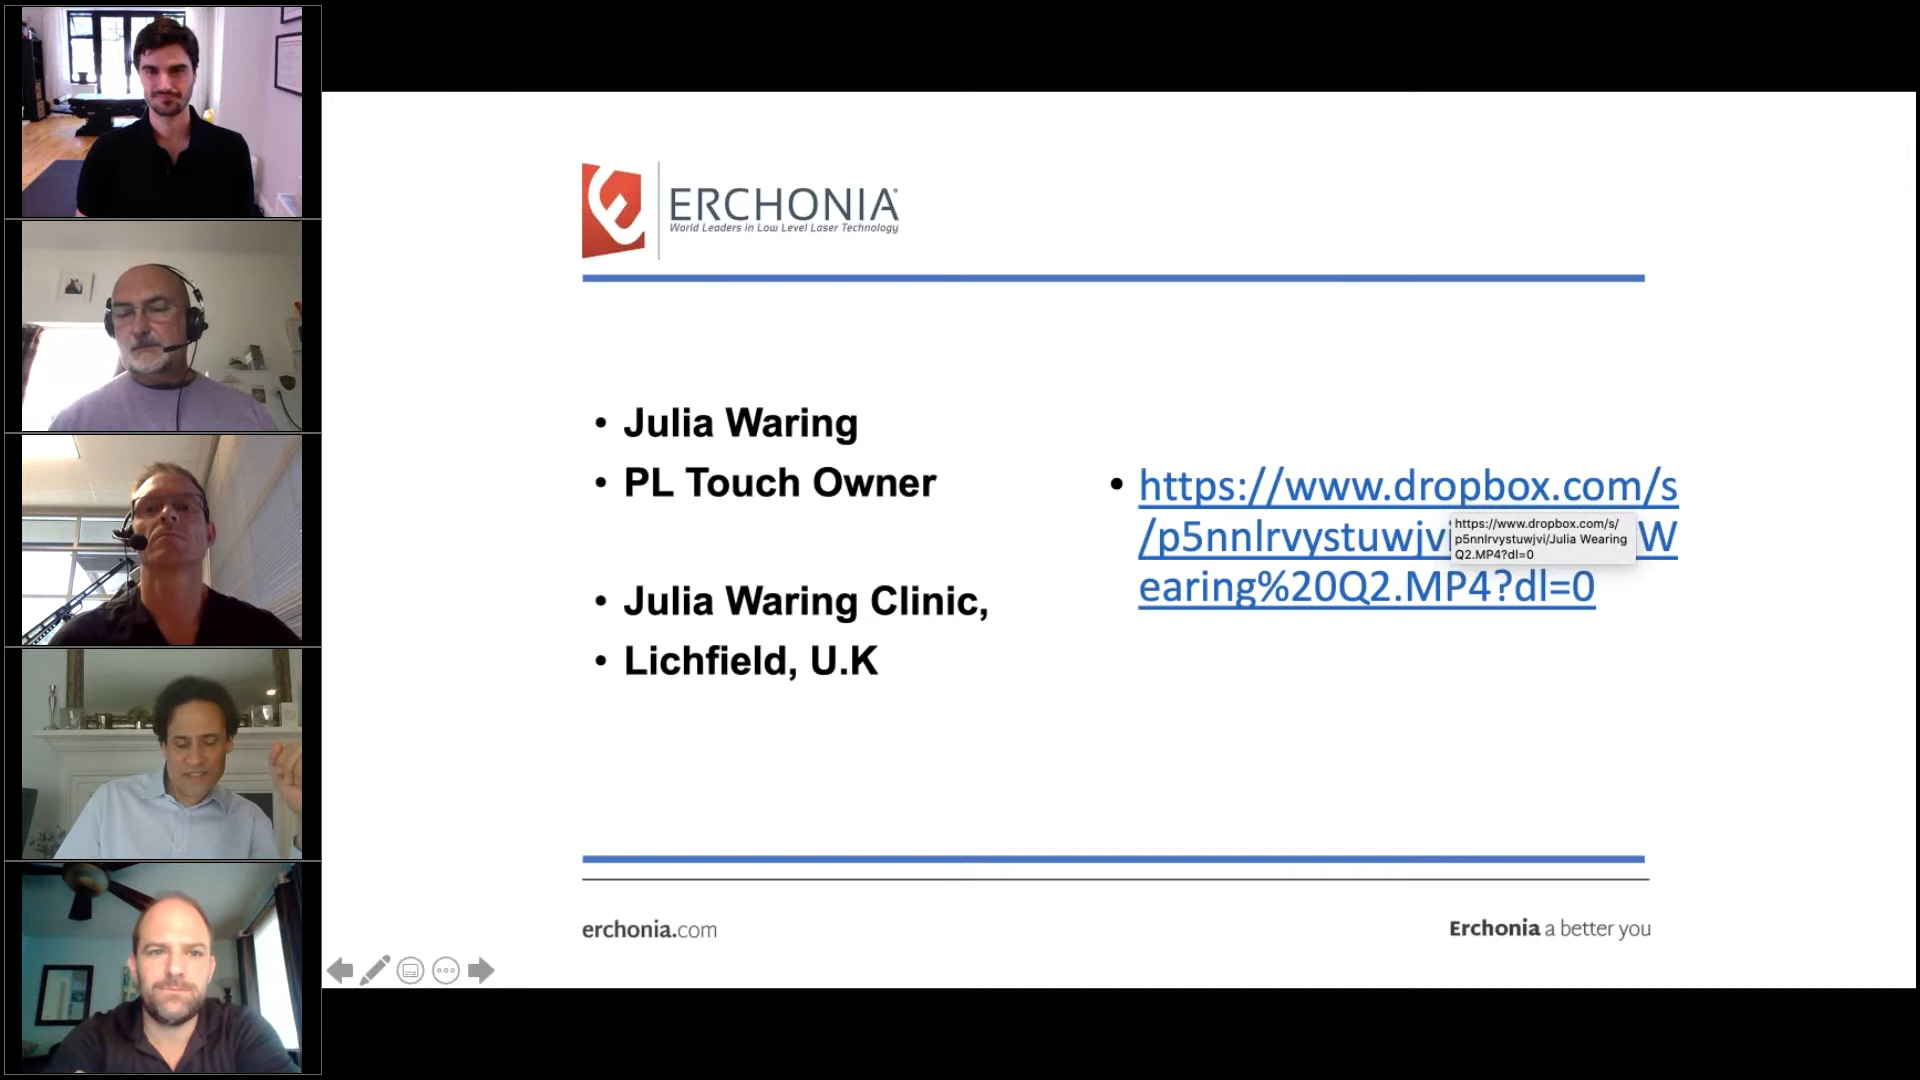 ERCHONIA®
World Leaders in Low Level Laser Technology
• Julia Waring
• PL Touch Owner
• Julia Waring Clinic,
• Lichfield, U.K
• https://www.dropbox.com/s
/p5nnlrvystuwjvi W
earing%20Q2.MP4?dl=0
https://www.dropbox.com/s/
p5nnlrvystuwjvi/Julia Wearing
Q2.MP4?dl=0
erchonia.com
Erchonia a better you